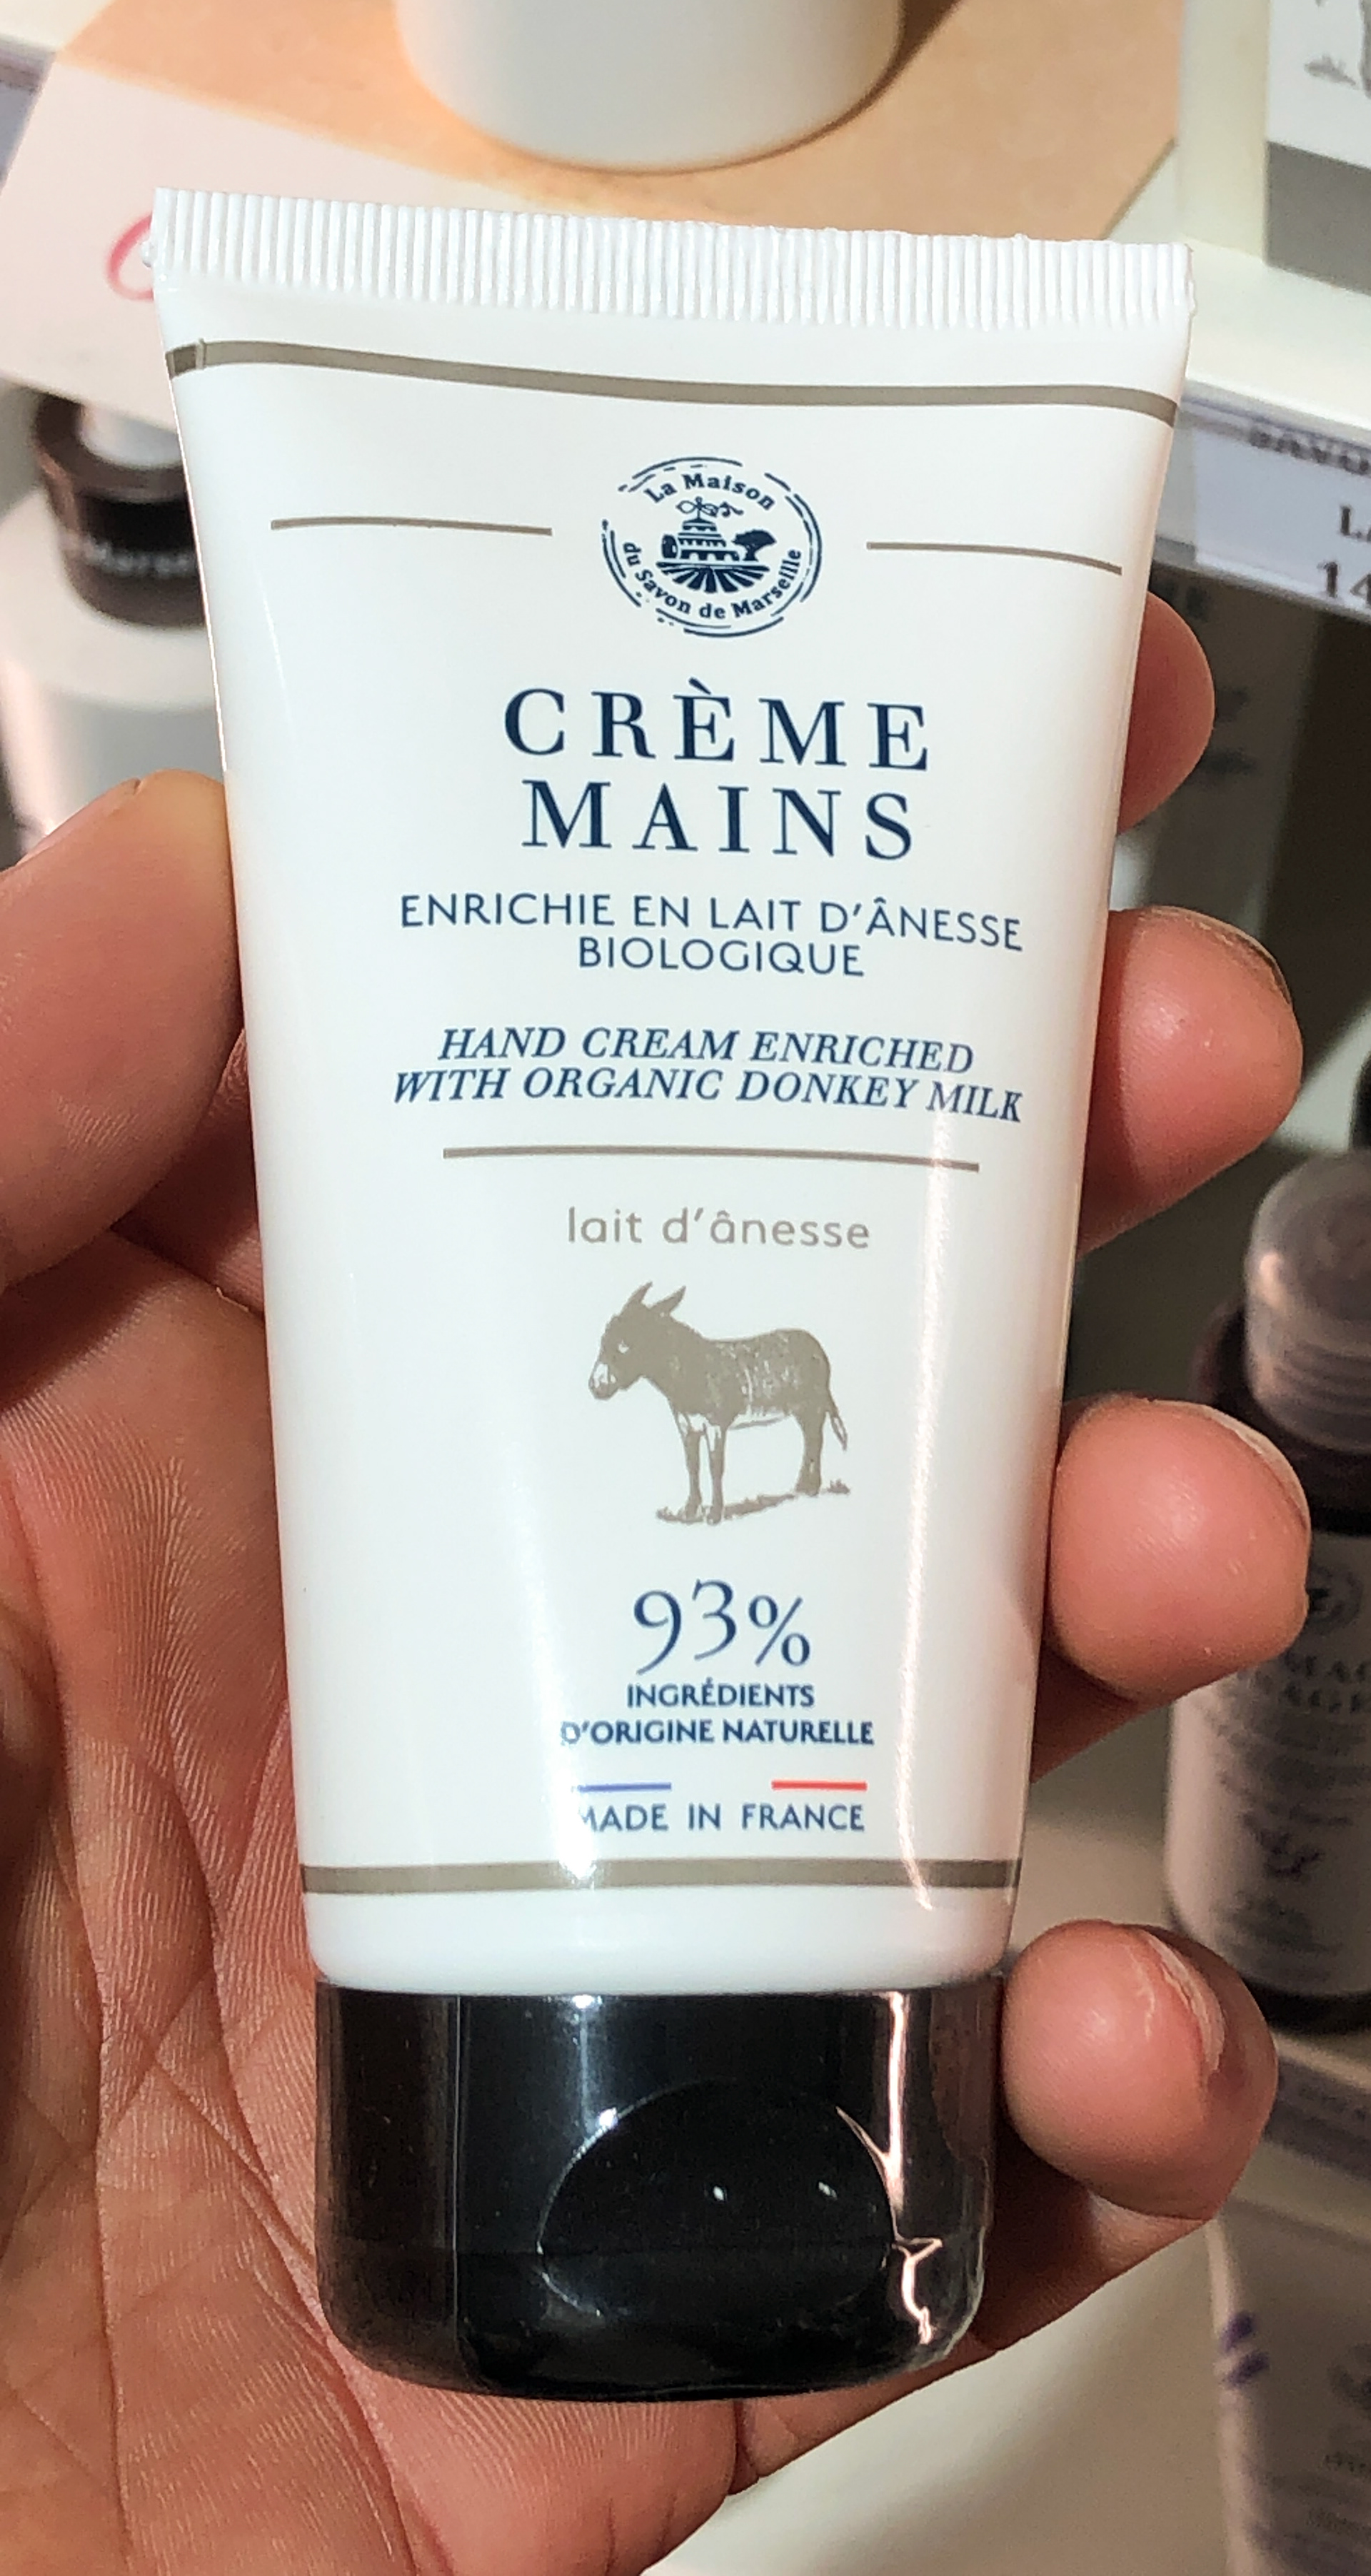 La Maison
du Savon de Marseille
CRÈME
MAINS
ENRICHIE EN LAIT D'ÂNESSE
BIOLOGIQUE
HAND CREAM ENRICHED
WITH ORGANIC DONKEY MILK
lait d'ânesse
93%
INGRÉDIENTS
D'ORIGINE NATURELLE
MADE IN FRANCE